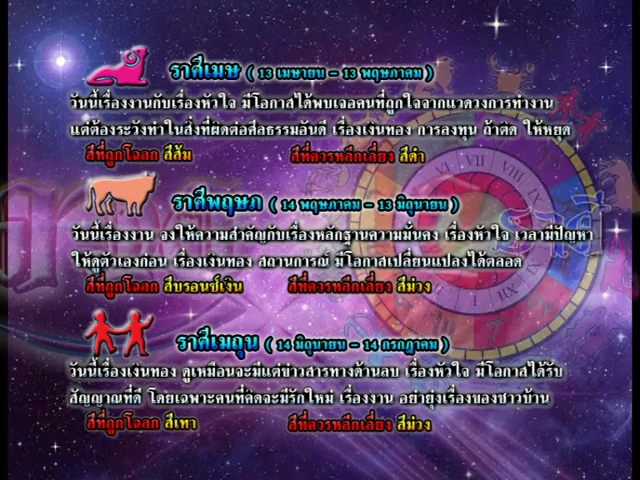 ราศีเมษ ( 13 เมษายน - 13 พฤษภาคม )
วันนี้เรื่องงานกับเรื่องหัวใจ มีโอกาสได้พบเจอคนที่ถูกใจจากแวดวงการทำงาน
แต่ต้องระวังทำในสิ่งที่ผิดต่อศีลธรรมอันดี เรื่องเงินทอง การลงทุน ถ้าติด ให้หยุด
สีที่ถูกโฉลก สีส้ม สีที่ควรหลีกเลี่ยง สีดำ
ราศีพฤษภ ( 14 พฤษภาคม - 13 มิถุนายน )
วันนี้เรื่องงาน จงให้ความสำคัญกับเรื่องหลักฐานความมั่นคง เรื่องหัวใจ เวลามีปัญหา
ให้ดูตัวเองก่อน เรื่องเงินทอง สถานการณ์ มีโอกาสเปลี่ยนแปลงได้ตลอด
สีที่ถูกโฉลก สีบรอนซ์เงิน สีที่ควรหลีกเลี่ยง สีม่วง
ราศีเมถุน ( 14 มิถุนายน - 14 กรกฎาคม )
วันนี้เรื่องเงินทอง ดูเหมือนจะมีแต่ข่าวสารทางด้านลบ เรื่องหัวใจ มีโอกาสได้รับ
สัญญาณที่ดี โดยเฉพาะคนที่คิดจะมีรักใหม่ เรื่องงาน อย่ายุ่งเรื่องของชาวบ้าน
สีที่ถูกโฉลก สีเทา สีที่ควรหลีกเลี่ยง สีม่วง